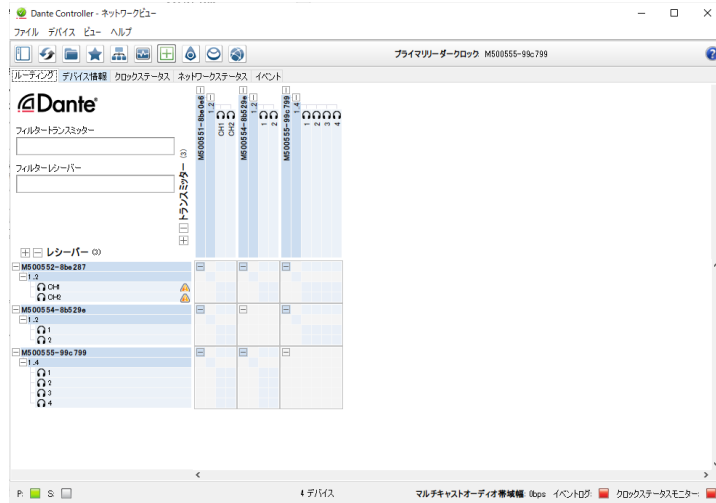 Dante Controller - ネットワークビュー
ファイル デバイス ビュー ヘルプ
プライマリリーダークロック M500555-99c799
ルーティング デバイス情報 クロックステータス ネットワークステータス イベント
Dante
フィルタートランスミッター
フィルターレシーバー
トランスミッター (3)
M500551-8be0e6
1.2
CH1
CH2
M500554-8b529e
1.2
1
2
M500555-99c799
1.4
1
2
3
4
レシーバー (3)
M500552-8be287
1.2
CH1
CH2
M500554-8b529e
1.2
1
2
M500555-99c799
1.4
1
2
3
4
P: S: 4 デバイス マルチキャストオーディオ帯域幅: 0bps イベントログ: クロックステータスモニター: